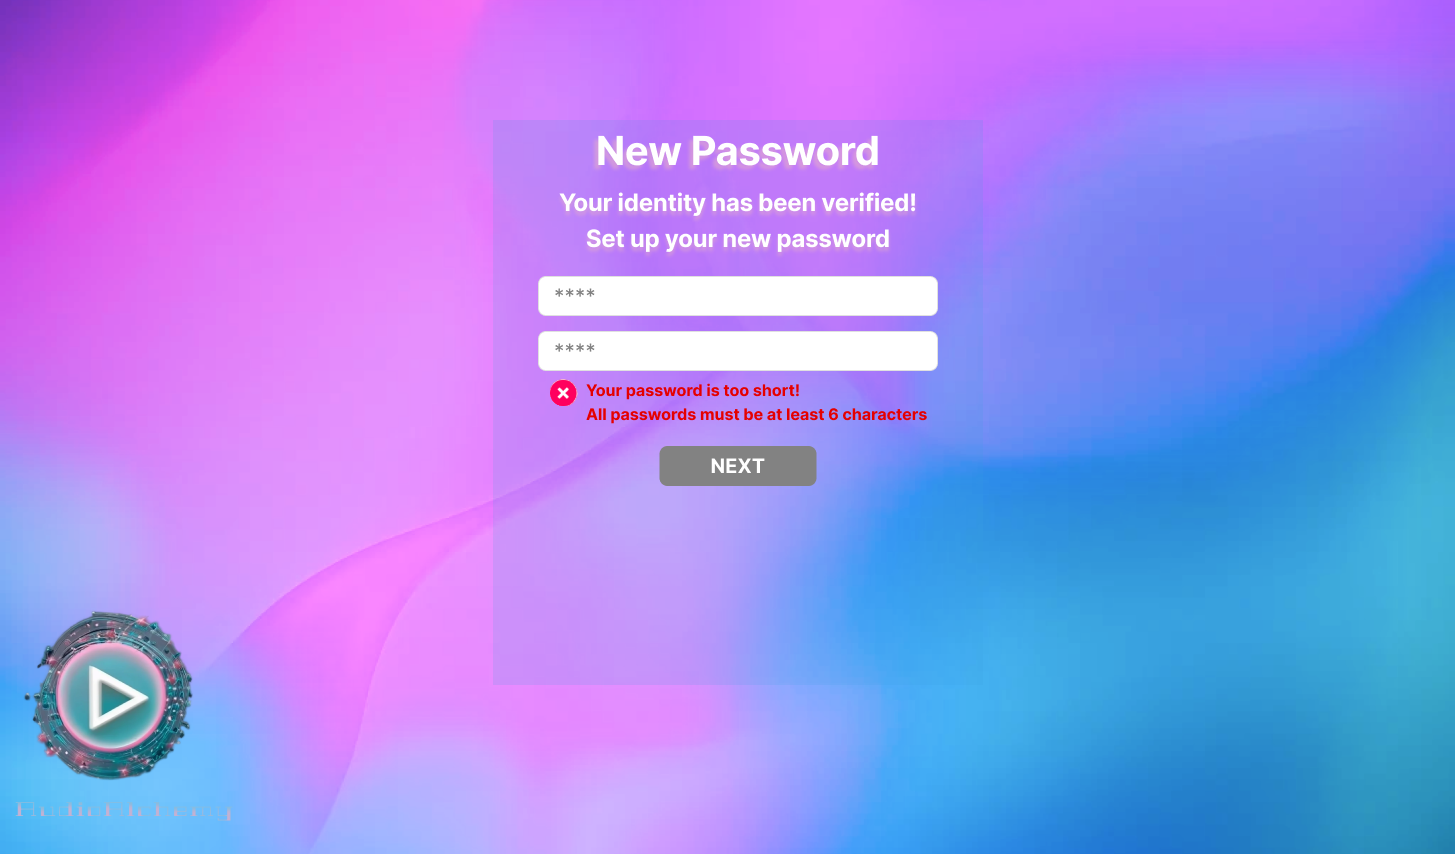 New Password
Your identity has been verified!
Set up your new password
****
****
Your password is too short!
All passwords must be at least 6 characters
NEXT